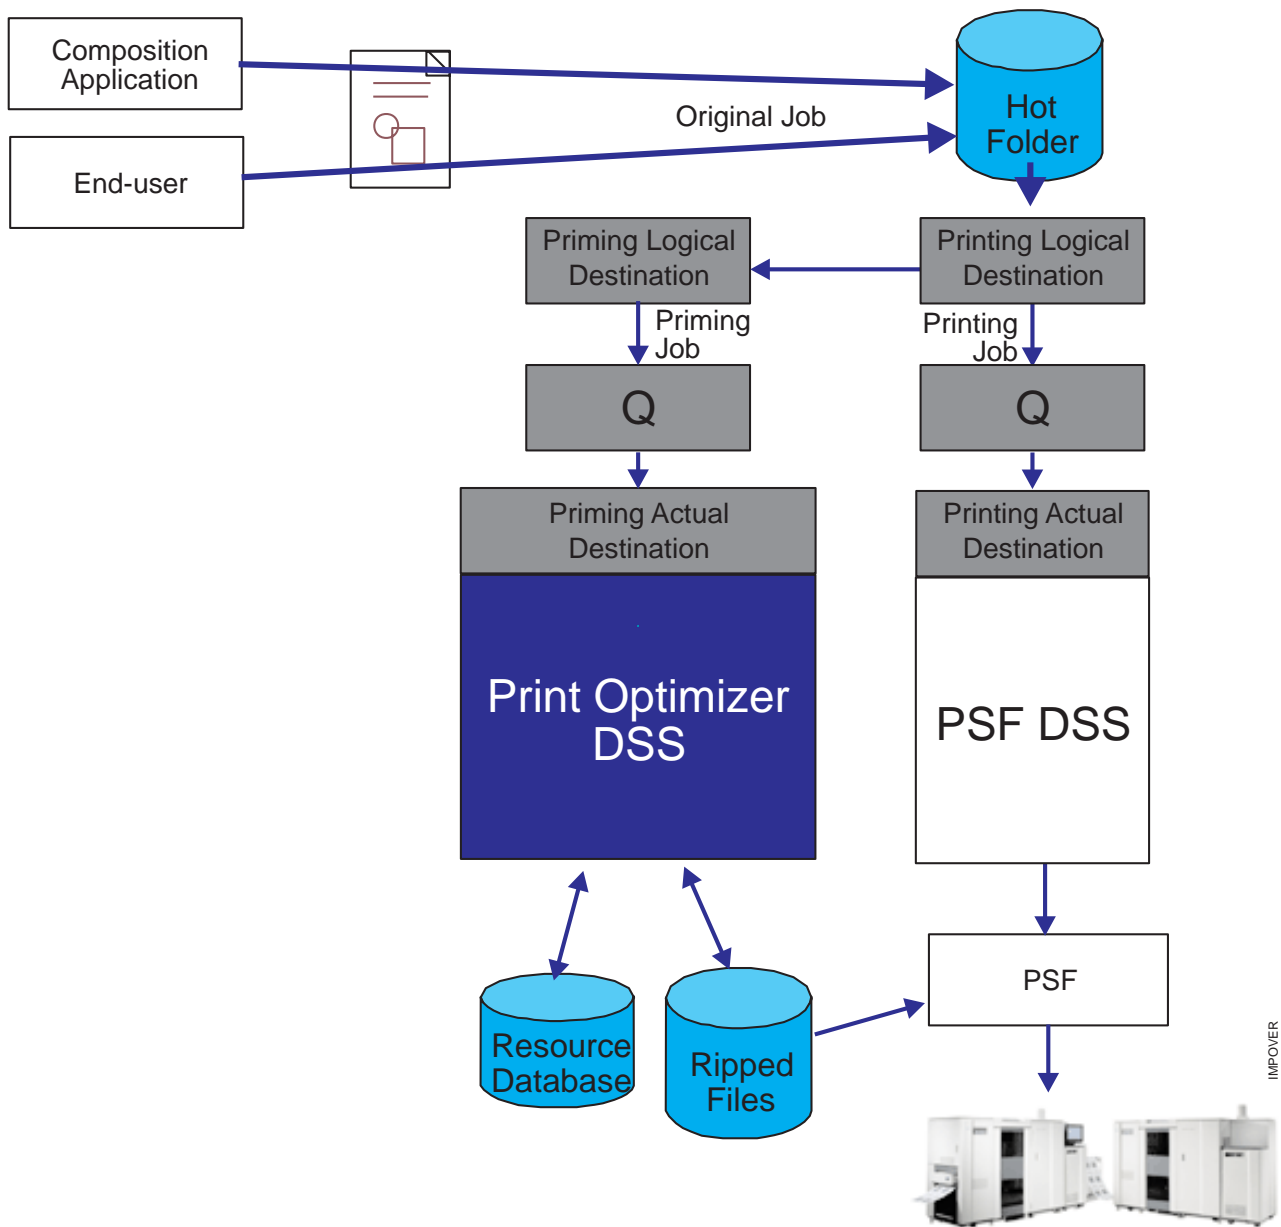 Composition
Application
End-user
Original Job
Hot
Folder
Priming Logical
Destination
Printing Logical
Destination
Priming
Job
Printing
Job
Q
Q
Priming Actual
Destination
Printing Actual
Destination
Print Optimizer
DSS
PSF DSS
Resource
Database
Ripped
Files
PSF
IMPOVER